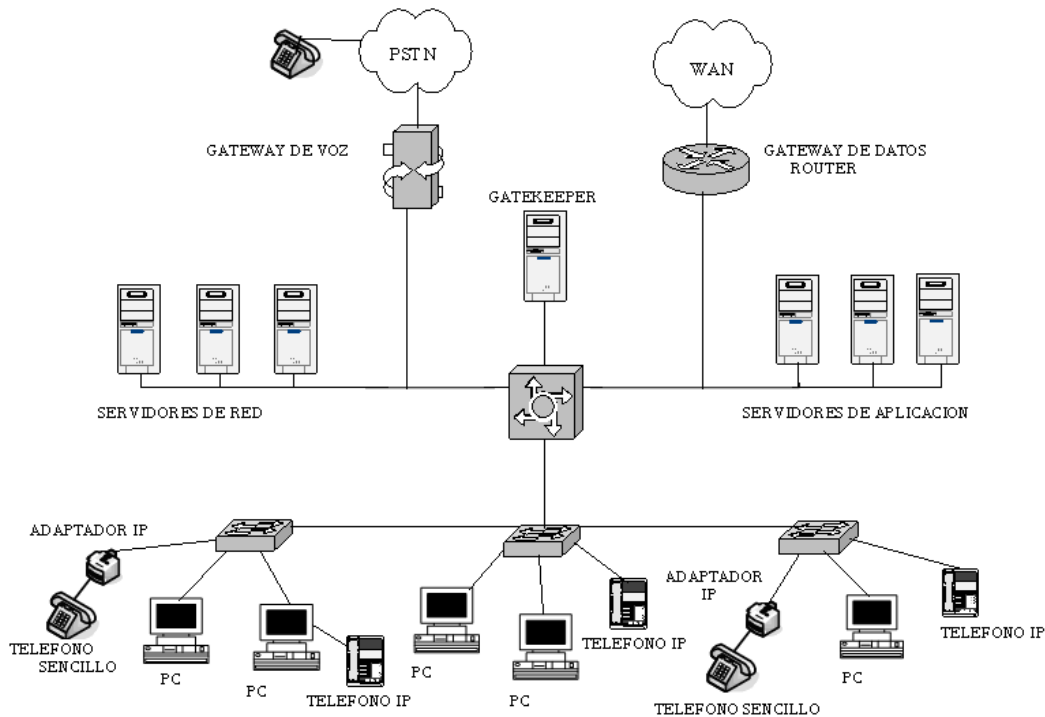 PSTN
WAN
GATEWAY DE VOZ
GATEWAY DE DATOS
ROUTER
GATEKEEPER
SERVIDORES DE RED
SERVIDORES DE APLICACION
ADAPTADOR IP
ADAPTADOR
IP
TELEFONO
SENCILLO
PC
PC
TELEFONO IP
PC
PC
TELEFONO IP
TELEFONO SENCILLO
PC
TELEFONO IP